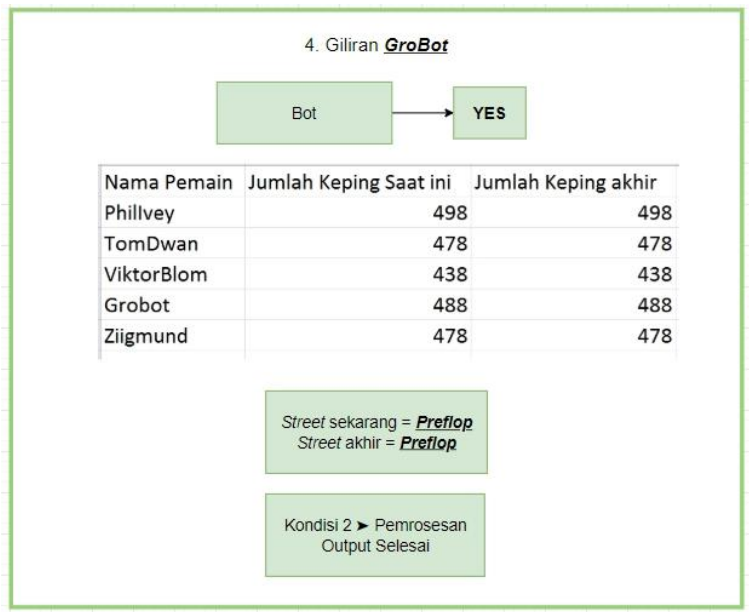 4. Giliran GroBot
Bot
YES
Nama Pemain Jumlah Keping Saat ini Jumlah Keping akhir
PhilIvey 498 498
TomDwan 478 478
ViktorBlom 438 438
Grobot 488 488
Ziigmund 478 478
Street sekarang = Preflop
Street akhir = Preflop
Kondisi 2 ➤ Pemrosesan
Output Selesai